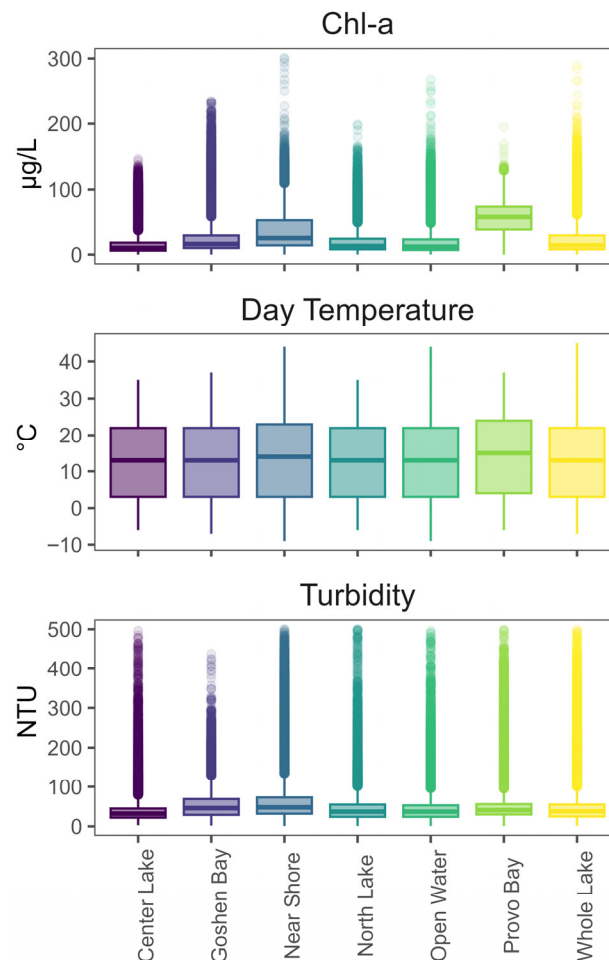 Chl-a
µg/L
300
200
100
0
Day Temperature
°C
40
30
20
10
0
−10
Turbidity
NTU
500
400
300
200
100
0
Center Lake
Goshen Bay
Near Shore
North Lake
Open Water
Provo Bay
Whole Lake